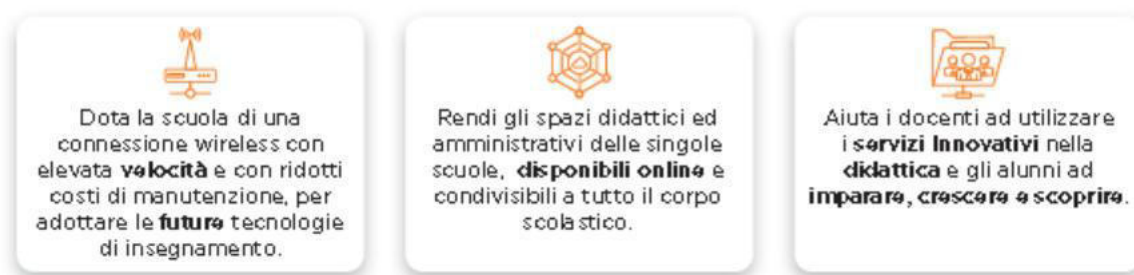 Dota la scuola di una
connessione wireless con
elevata velocità e con ridotti
costi di manutenzione, per
adottare le future tecnologie
di insegnamento.
Rendi gli spazi didattici ed
amministrativi delle singole
scuole, disponibili online e
condivisibili a tutto il corpo
scolastico.
Aiuta i docenti ad utilizzare
i servizi Innovativi nella
didattica e gli alunni ad
imparare, crescere e scoprire.